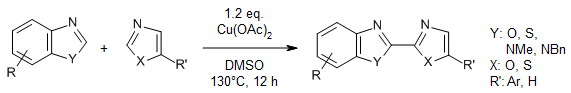 N
Y
R
+
N
X
R'
1.2 eq.
Cu(OAc)₂
DMSO
130°C, 12 h
N
Y
R
N
X
R'
Y: O, S,
NMe, NBn
X: O, S
R': Ar, H